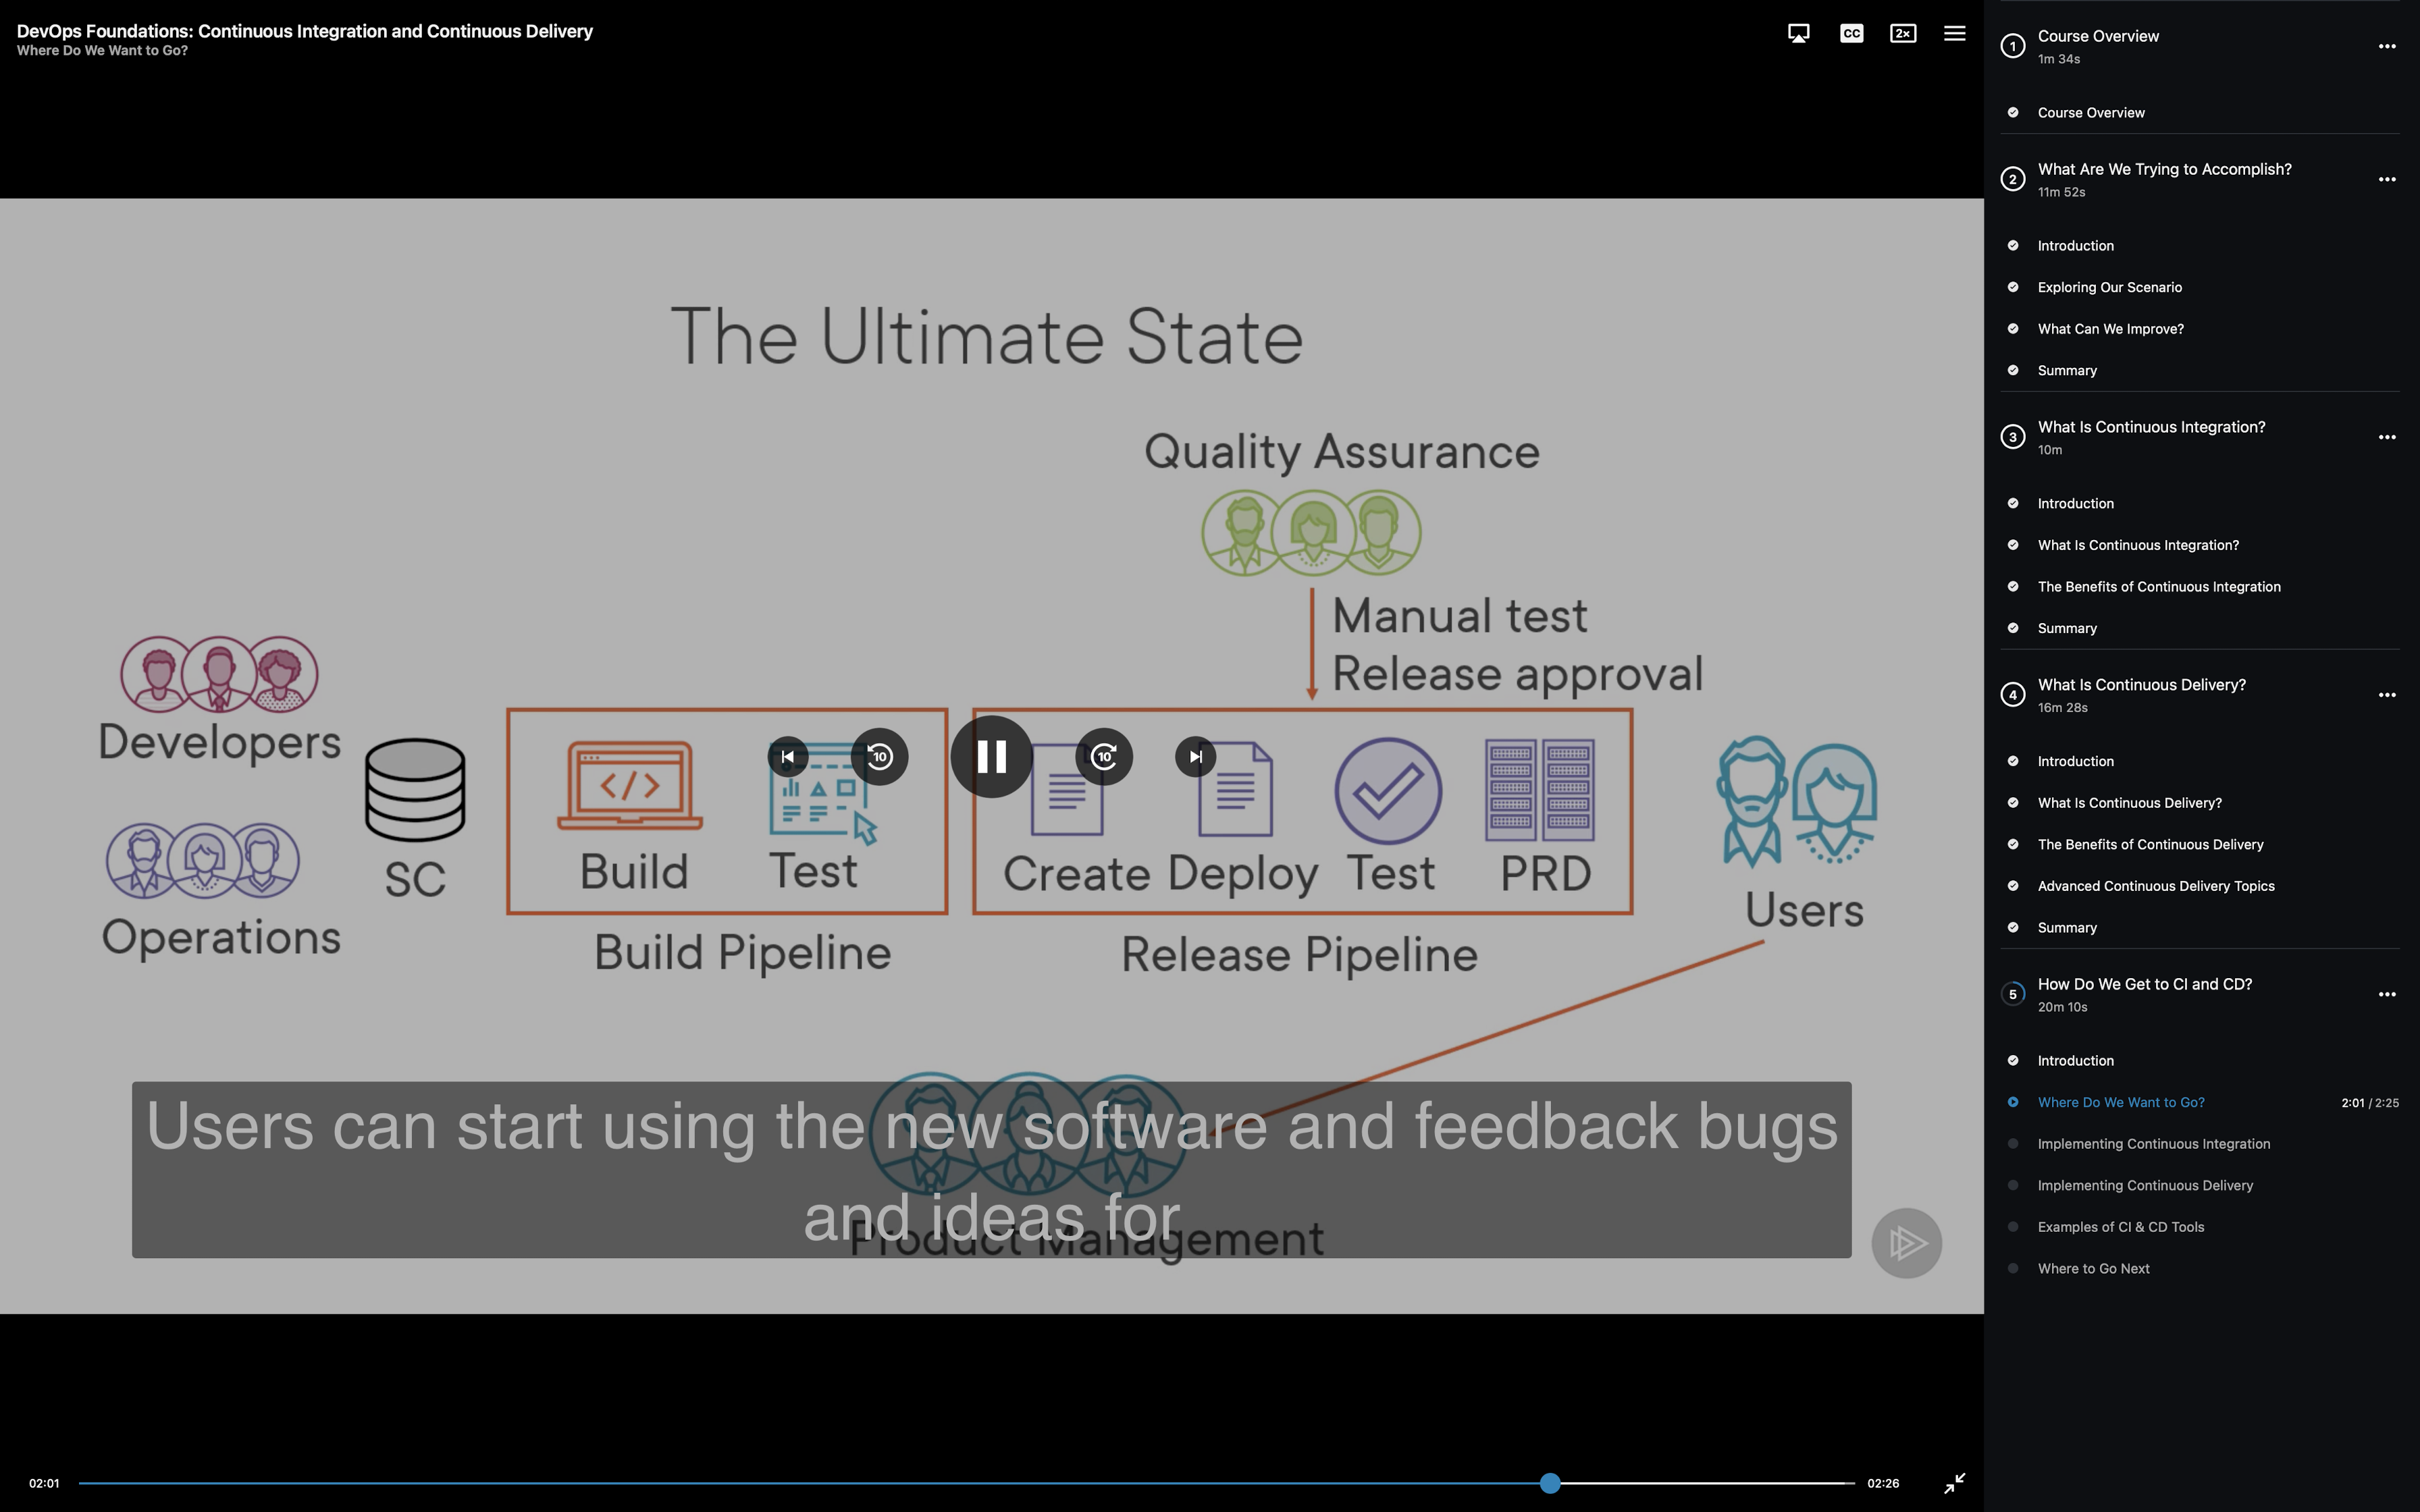 DevOps Foundations: Continuous Integration and Continuous Delivery
Where Do We Want to Go?
CC
2×
The Ultimate State
Quality Assurance
Manual test
Release approval
Developers
Operations
SC
10
10
Build
Test
Create
Deploy
Test
PRD
Build Pipeline
Release Pipeline
Users
Users can start using the new software and feedback bugs
and ideas for
Product Management
02:01
02:26
1
Course Overview
1m 34s
Course Overview
2
What Are We Trying to Accomplish?
11m 52s
Introduction
Exploring Our Scenario
What Can We Improve?
Summary
3
What Is Continuous Integration?
10m
Introduction
What Is Continuous Integration?
The Benefits of Continuous Integration
Summary
4
What Is Continuous Delivery?
16m 28s
Introduction
What Is Continuous Delivery?
The Benefits of Continuous Delivery
Advanced Continuous Delivery Topics
Summary
5
How Do We Get to CI and CD?
20m 10s
Introduction
Where Do We Want to Go? 2:01 / 2:25
Implementing Continuous Integration
Implementing Continuous Delivery
Examples of CI & CD Tools
Where to Go Next